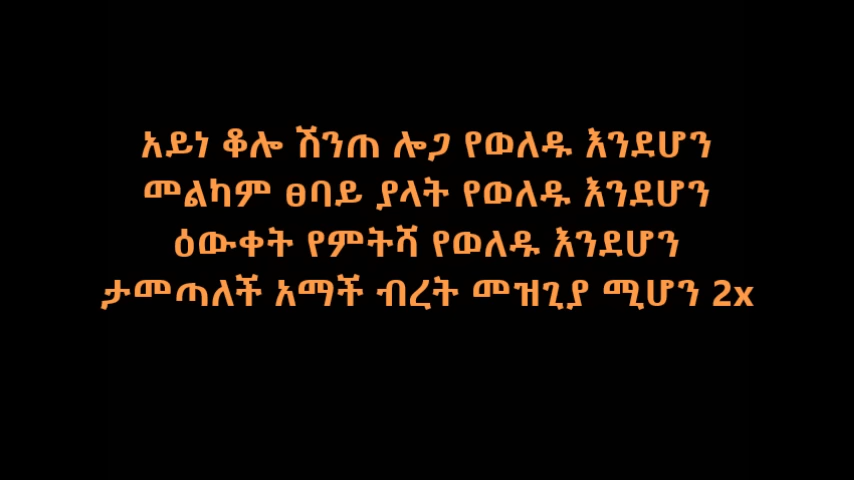 አይነ ቆሎ ሽንጠ ሎጋ የወለዱ እንደሆን
መልካም ፀባይ ያላት የወለዱ እንደሆን
ዕውቀት የምትሻ የወለዱ እንደሆን
ታመጣለች አማች ብረት መዝጊያ ሚሆን 2x